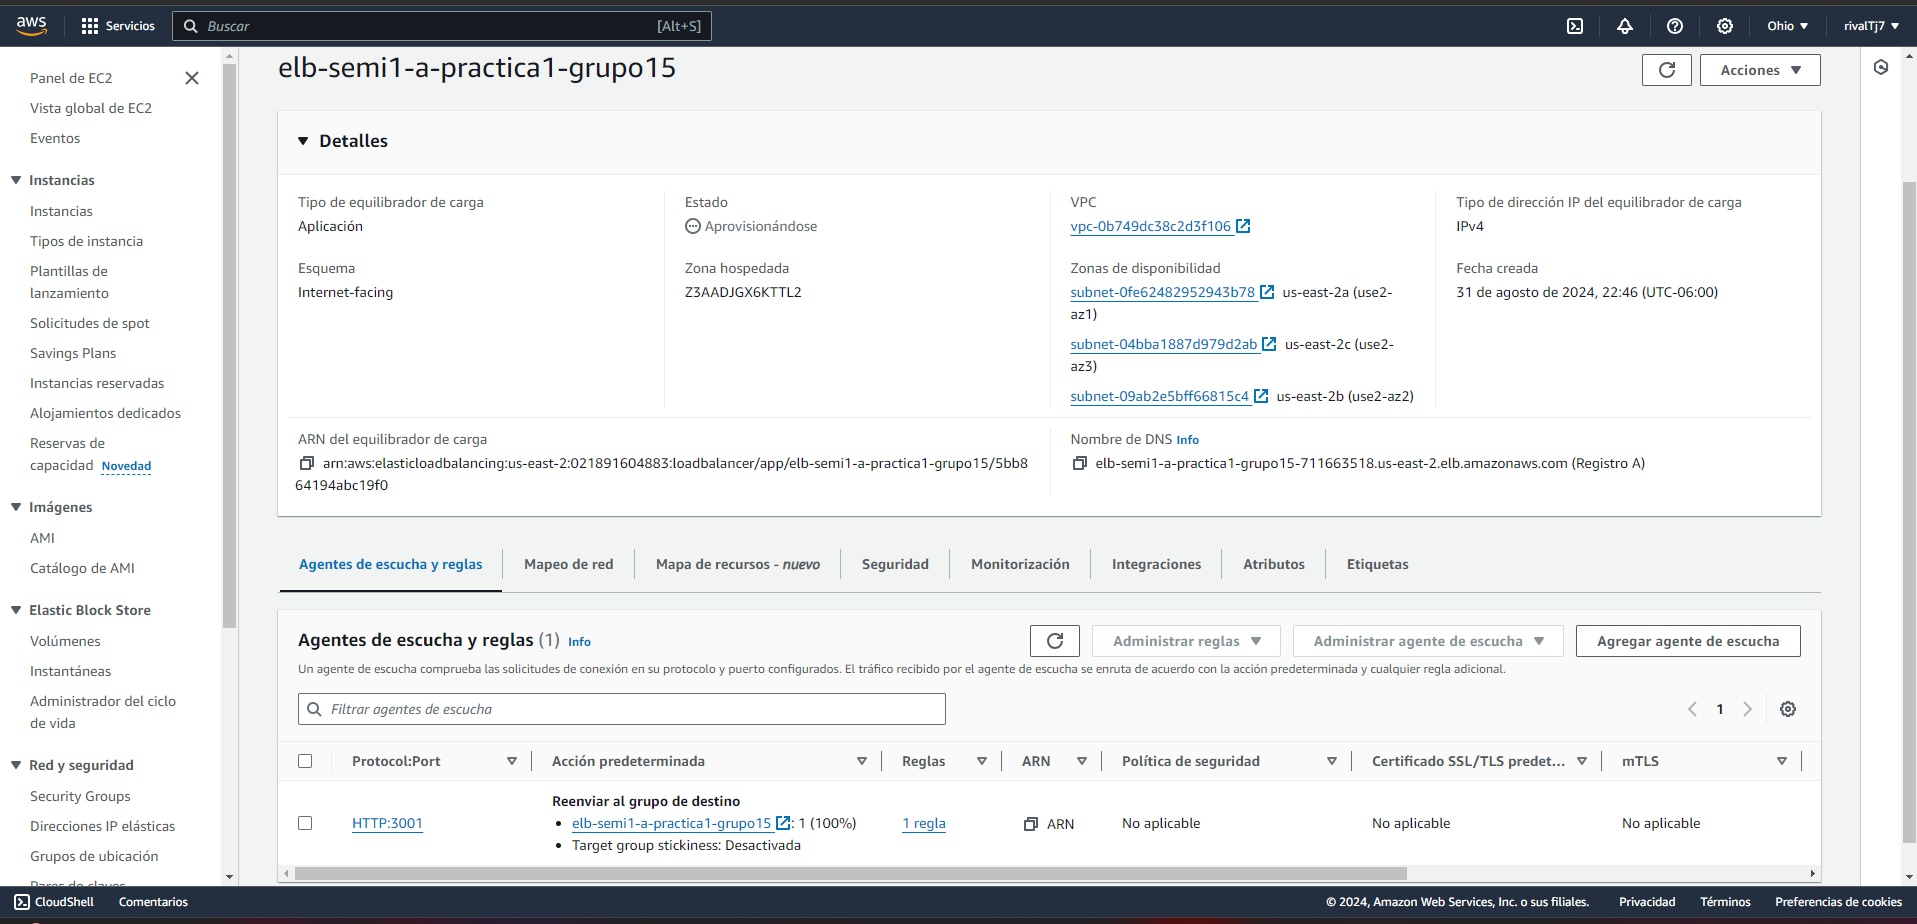 aws
Servicios
Buscar
[Alt+S]
Ohio
rivalTj7
Panel de EC2
Vista global de EC2
Eventos
Instancias
Instancias
Tipos de instancia
Plantillas de
lanzamiento
Solicitudes de spot
Savings Plans
Instancias reservadas
Alojamientos dedicados
Reservas de
capacidad Novedad
Imágenes
AMI
Catálogo de AMI
Elastic Block Store
Volúmenes
Instantáneas
Administrador del ciclo
de vida
Red y seguridad
Security Groups
Direcciones IP elásticas
Grupos de ubicación
Pares de claves
elb-semi1-a-practica1-grupo15
Acciones
Detalles
Tipo de equilibrador de carga
Aplicación
Estado
Aprovisionándose
VPC
vpc-0b749dc38c2d3f106
Tipo de dirección IP del equilibrador de carga
IPv4
Esquema
Internet-facing
Zona hospedada
Z3AADJGX6KTTL2
Zonas de disponibilidad
subnet-0fe62482952943b78 us-east-2a (use2-
az1)
subnet-04bba1887d979d2ab us-east-2c (use2-
az3)
subnet-09ab2e5bff66815c4 us-east-2b (use2-az2)
Fecha creada
31 de agosto de 2024, 22:46 (UTC-06:00)
ARN del equilibrador de carga
arn:aws:elasticloadbalancing:us-east-2:021891604883:loadbalancer/app/elb-semi1-a-practica1-grupo15/5bb8
64194abc19f0
Nombre de DNS Info
elb-semi1-a-practica1-grupo15-711663518.us-east-2.elb.amazonaws.com (Registro A)
Agentes de escucha y reglas
Mapeo de red
Mapa de recursos - nuevo
Seguridad
Monitorización
Integraciones
Atributos
Etiquetas
Agentes de escucha y reglas (1) Info
Administrar reglas
Administrar agente de escucha
Agregar agente de escucha
Un agente de escucha comprueba las solicitudes de conexión en su protocolo y puerto configurados. El tráfico recibido por el agente de escucha se enruta de acuerdo con la acción predeterminada y cualquier regla adicional.
Filtrar agentes de escucha
1
Protocol:Port
Acción predeterminada
Reglas
ARN
Política de seguridad
Certificado SSL/TLS predet...
mTLS
HTTP:3001
Reenviar al grupo de destino
elb-semi1-a-practica1-grupo15 : 1 (100%)
Target group stickiness: Desactivada
1 regla
ARN
No aplicable
No aplicable
No aplicable
CloudShell
Comentarios
© 2024, Amazon Web Services, Inc. o sus filiales.
Privacidad
Términos
Preferencias de cookies